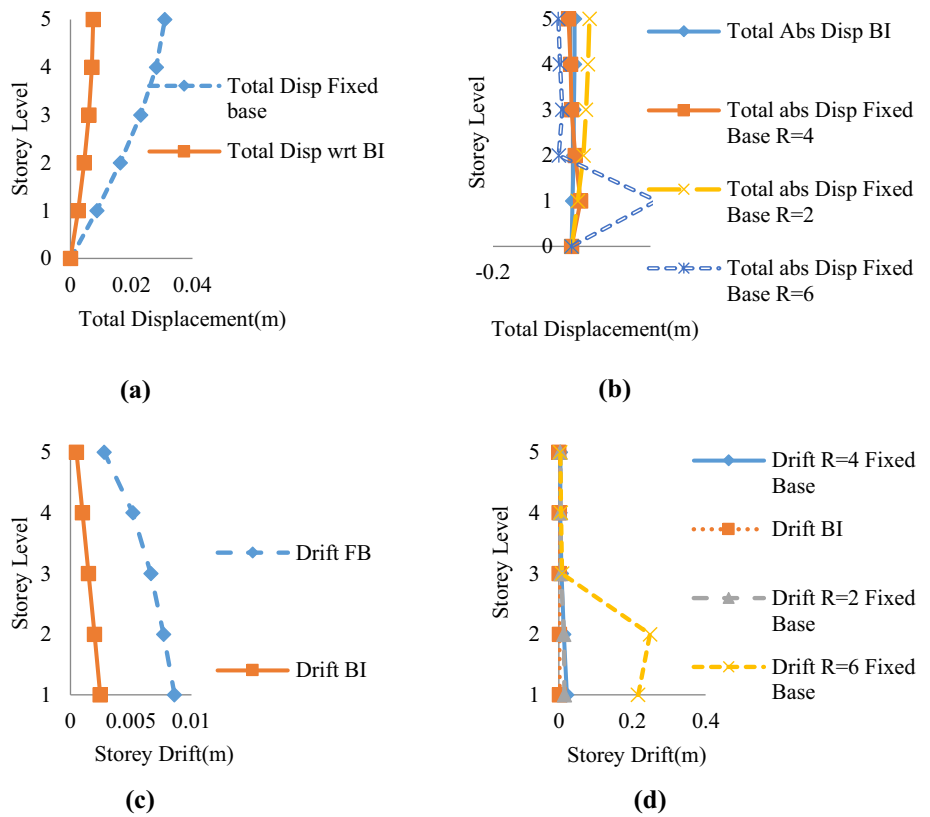 5
4
3
2
1
0
Storey Level
0
0.02
0.04
Total Displacement(m)
Total Disp Fixed
base
Total Disp wrt BI
(a)
5
4
3
2
1
0
Storey Level
-0.2
Total Displacement(m)
Total Abs Disp BI
Total abs Disp Fixed
Base R=4
Total abs Disp Fixed
Base R=2
Total abs Disp Fixed
Base R=6
(b)
5
4
3
2
1
Storey Level
0
0.005
0.01
Storey Drift(m)
Drift FB
Drift BI
(c)
5
4
3
2
1
Storey Level
0
0.2
0.4
Storey Drift(m)
Drift R=4 Fixed
Base
Drift BI
Drift R=2 Fixed
Base
Drift R=6 Fixed
Base
(d)